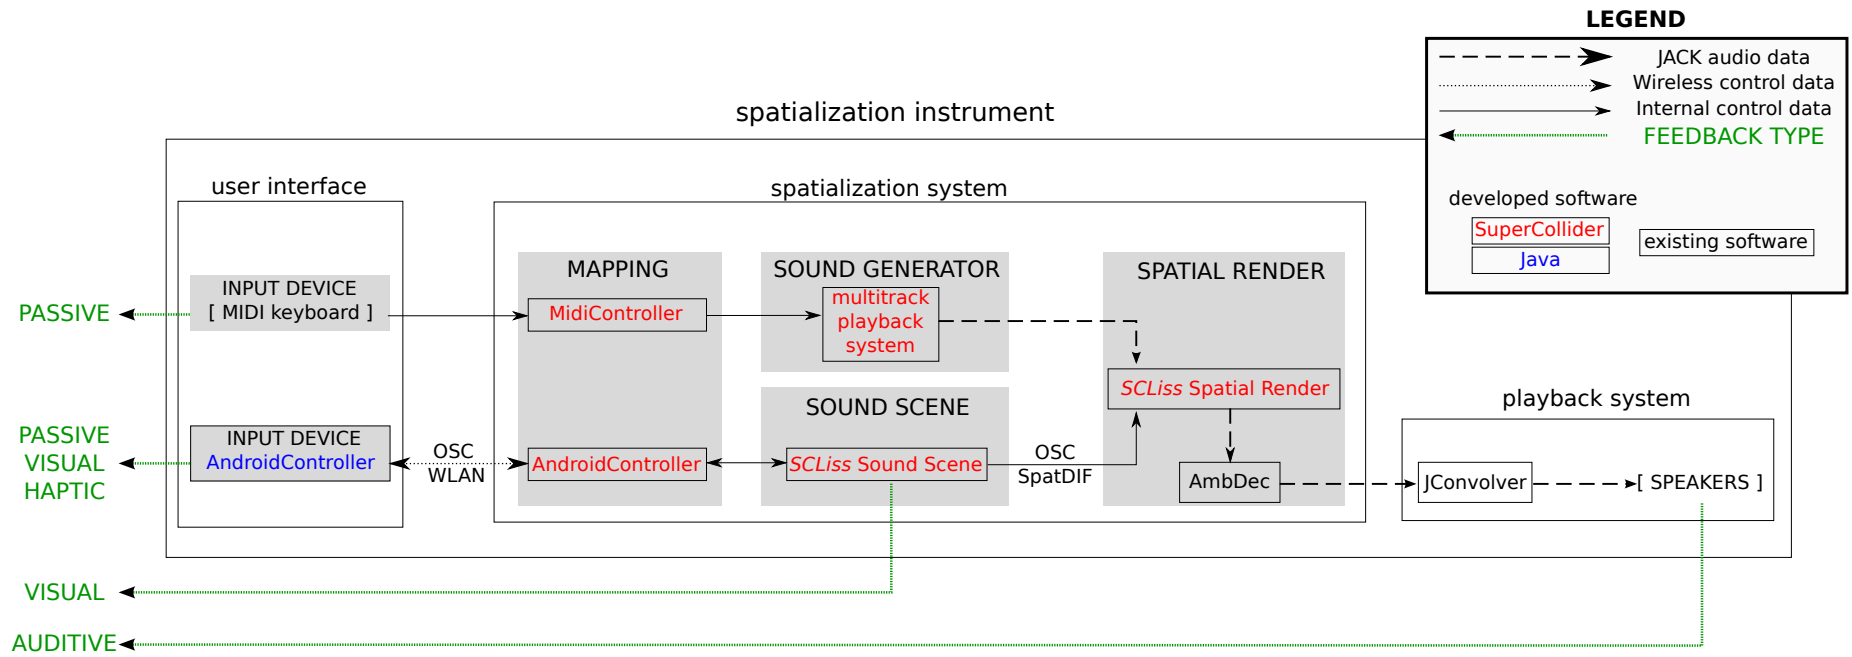 LEGEND
JACK audio data
Wireless control data
Internal control data
FEEDBACK TYPE
developed software
SuperCollider
Java
existing software
spatialization instrument
user interface
spatialization system
INPUT DEVICE
[ MIDI keyboard ]
PASSIVE
MAPPING
MidiController
SOUND GENERATOR
multitrack
playback
system
SPATIAL RENDER
SCLiss Spatial Render
SOUND SCENE
PASSIVE
VISUAL
HAPTIC
INPUT DEVICE
AndroidController
OSC
WLAN
AndroidController
SCLiss Sound Scene
OSC
SpatDIF
AmbDec
playback system
JConvolver
[ SPEAKERS ]
VISUAL
AUDITIVE